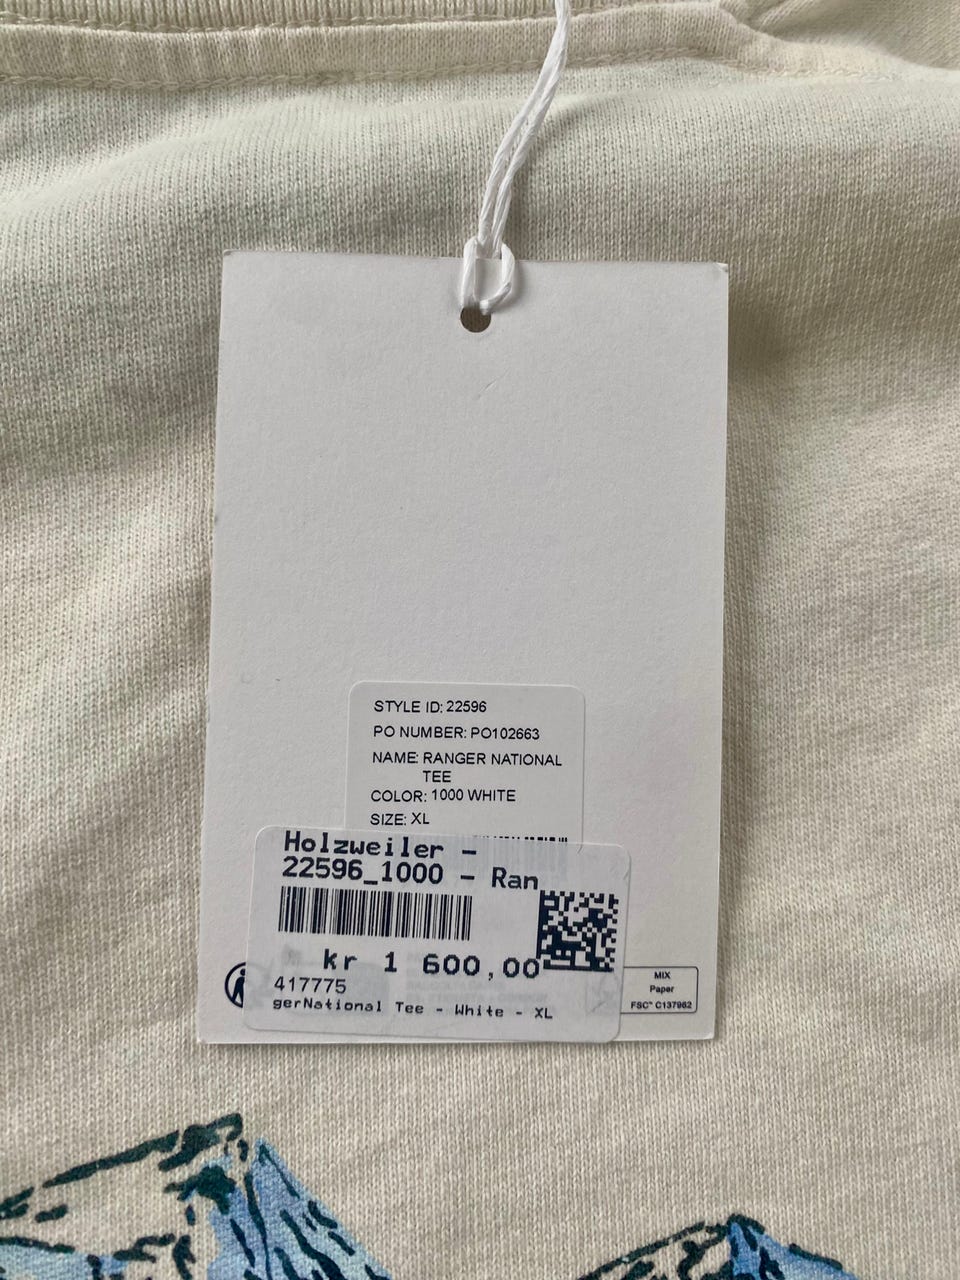 STYLE ID: 22596
PO NUMBER: PO102663
NAME: RANGER NATIONAL
TEE
COLOR: 1000 WHITE
SIZE: XL
Holzweiler -
22596_1000 - Ran
kr 1 600,00
417775
gerNational Tee - White - XL
MIX
Paper
FSC™ C137962